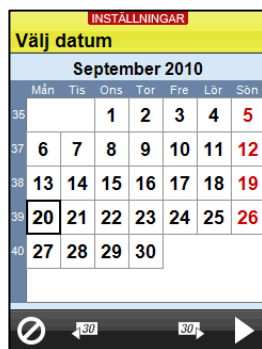 INSTÄLLNINGAR
Välj datum
September 2010
Mån Tis Ons Tor Fre Lör Sön
35 1 2 3 4 5
37 6 7 8 9 10 11 12
38 13 14 15 16 17 18 19
39 20 21 22 23 24 25 26
40 27 28 29 30
30 30